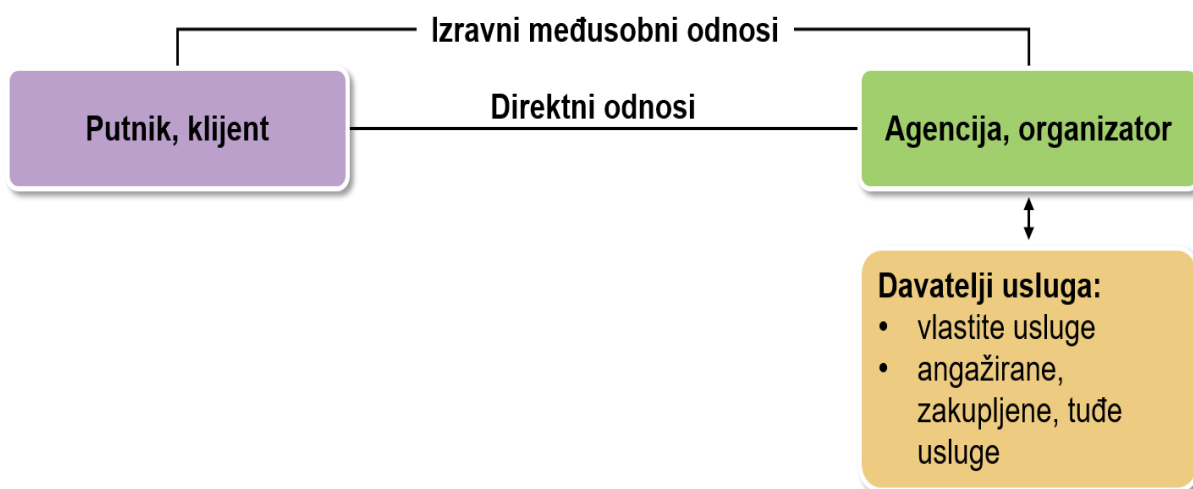 Izravni međusobni odnosi
Direktni odnosi
Putnik, klijent
Agencija, organizator
Davatelji usluga:
• vlastite usluge
• angažirane,
zakupljene, tuđe
usluge